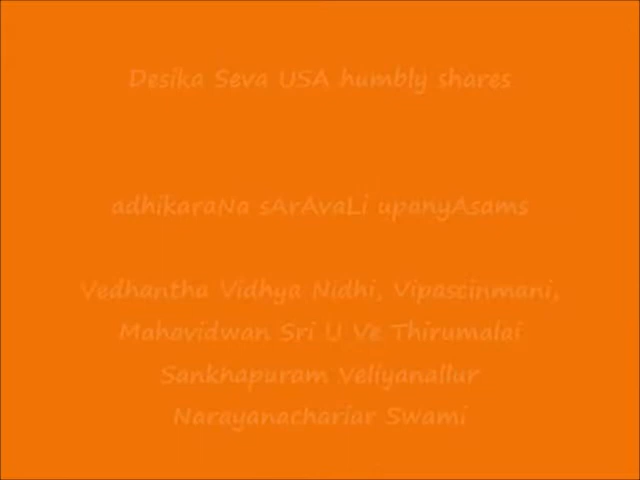 Desika Seva USA humbly shares
adhikaraNa sArAvaLi upanyAsams
Vedhantha Vidhya Nidhi, Vipascinmani,
Mahavidwan Sri U Ve Thirumalai
Sankhapuram Veliyanallur
Narayanachariar Swami